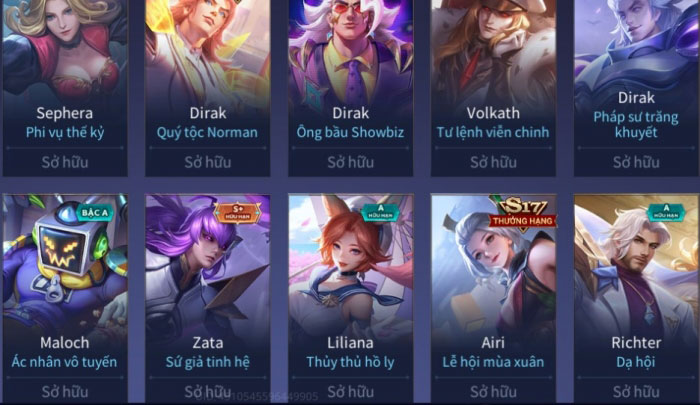 Sephera
Phi vụ thế kỷ
Sở hữu
Dirak
Quý tộc Norman
Sở hữu
Dirak
Ông bầu Showbiz
Sở hữu
Volkath
Tư lệnh viễn chinh
Sở hữu
Dirak
Pháp sư trăng
khuyết
Sở hữu
BẬC A
Maloch
Ác nhân vô tuyến
Sở hữu
S+
HỮU HẠN
Zata
Sứ giả tinh hệ
Sở hữu
A
HỮU HẠN
Liliana
Thủy thủ hồ ly
Sở hữu
S17
THƯỞNG HẠNG
Airi
Lễ hội mùa xuân
Sở hữu
A
HỮU HẠN
Richter
Dạ hội
Sở hữu